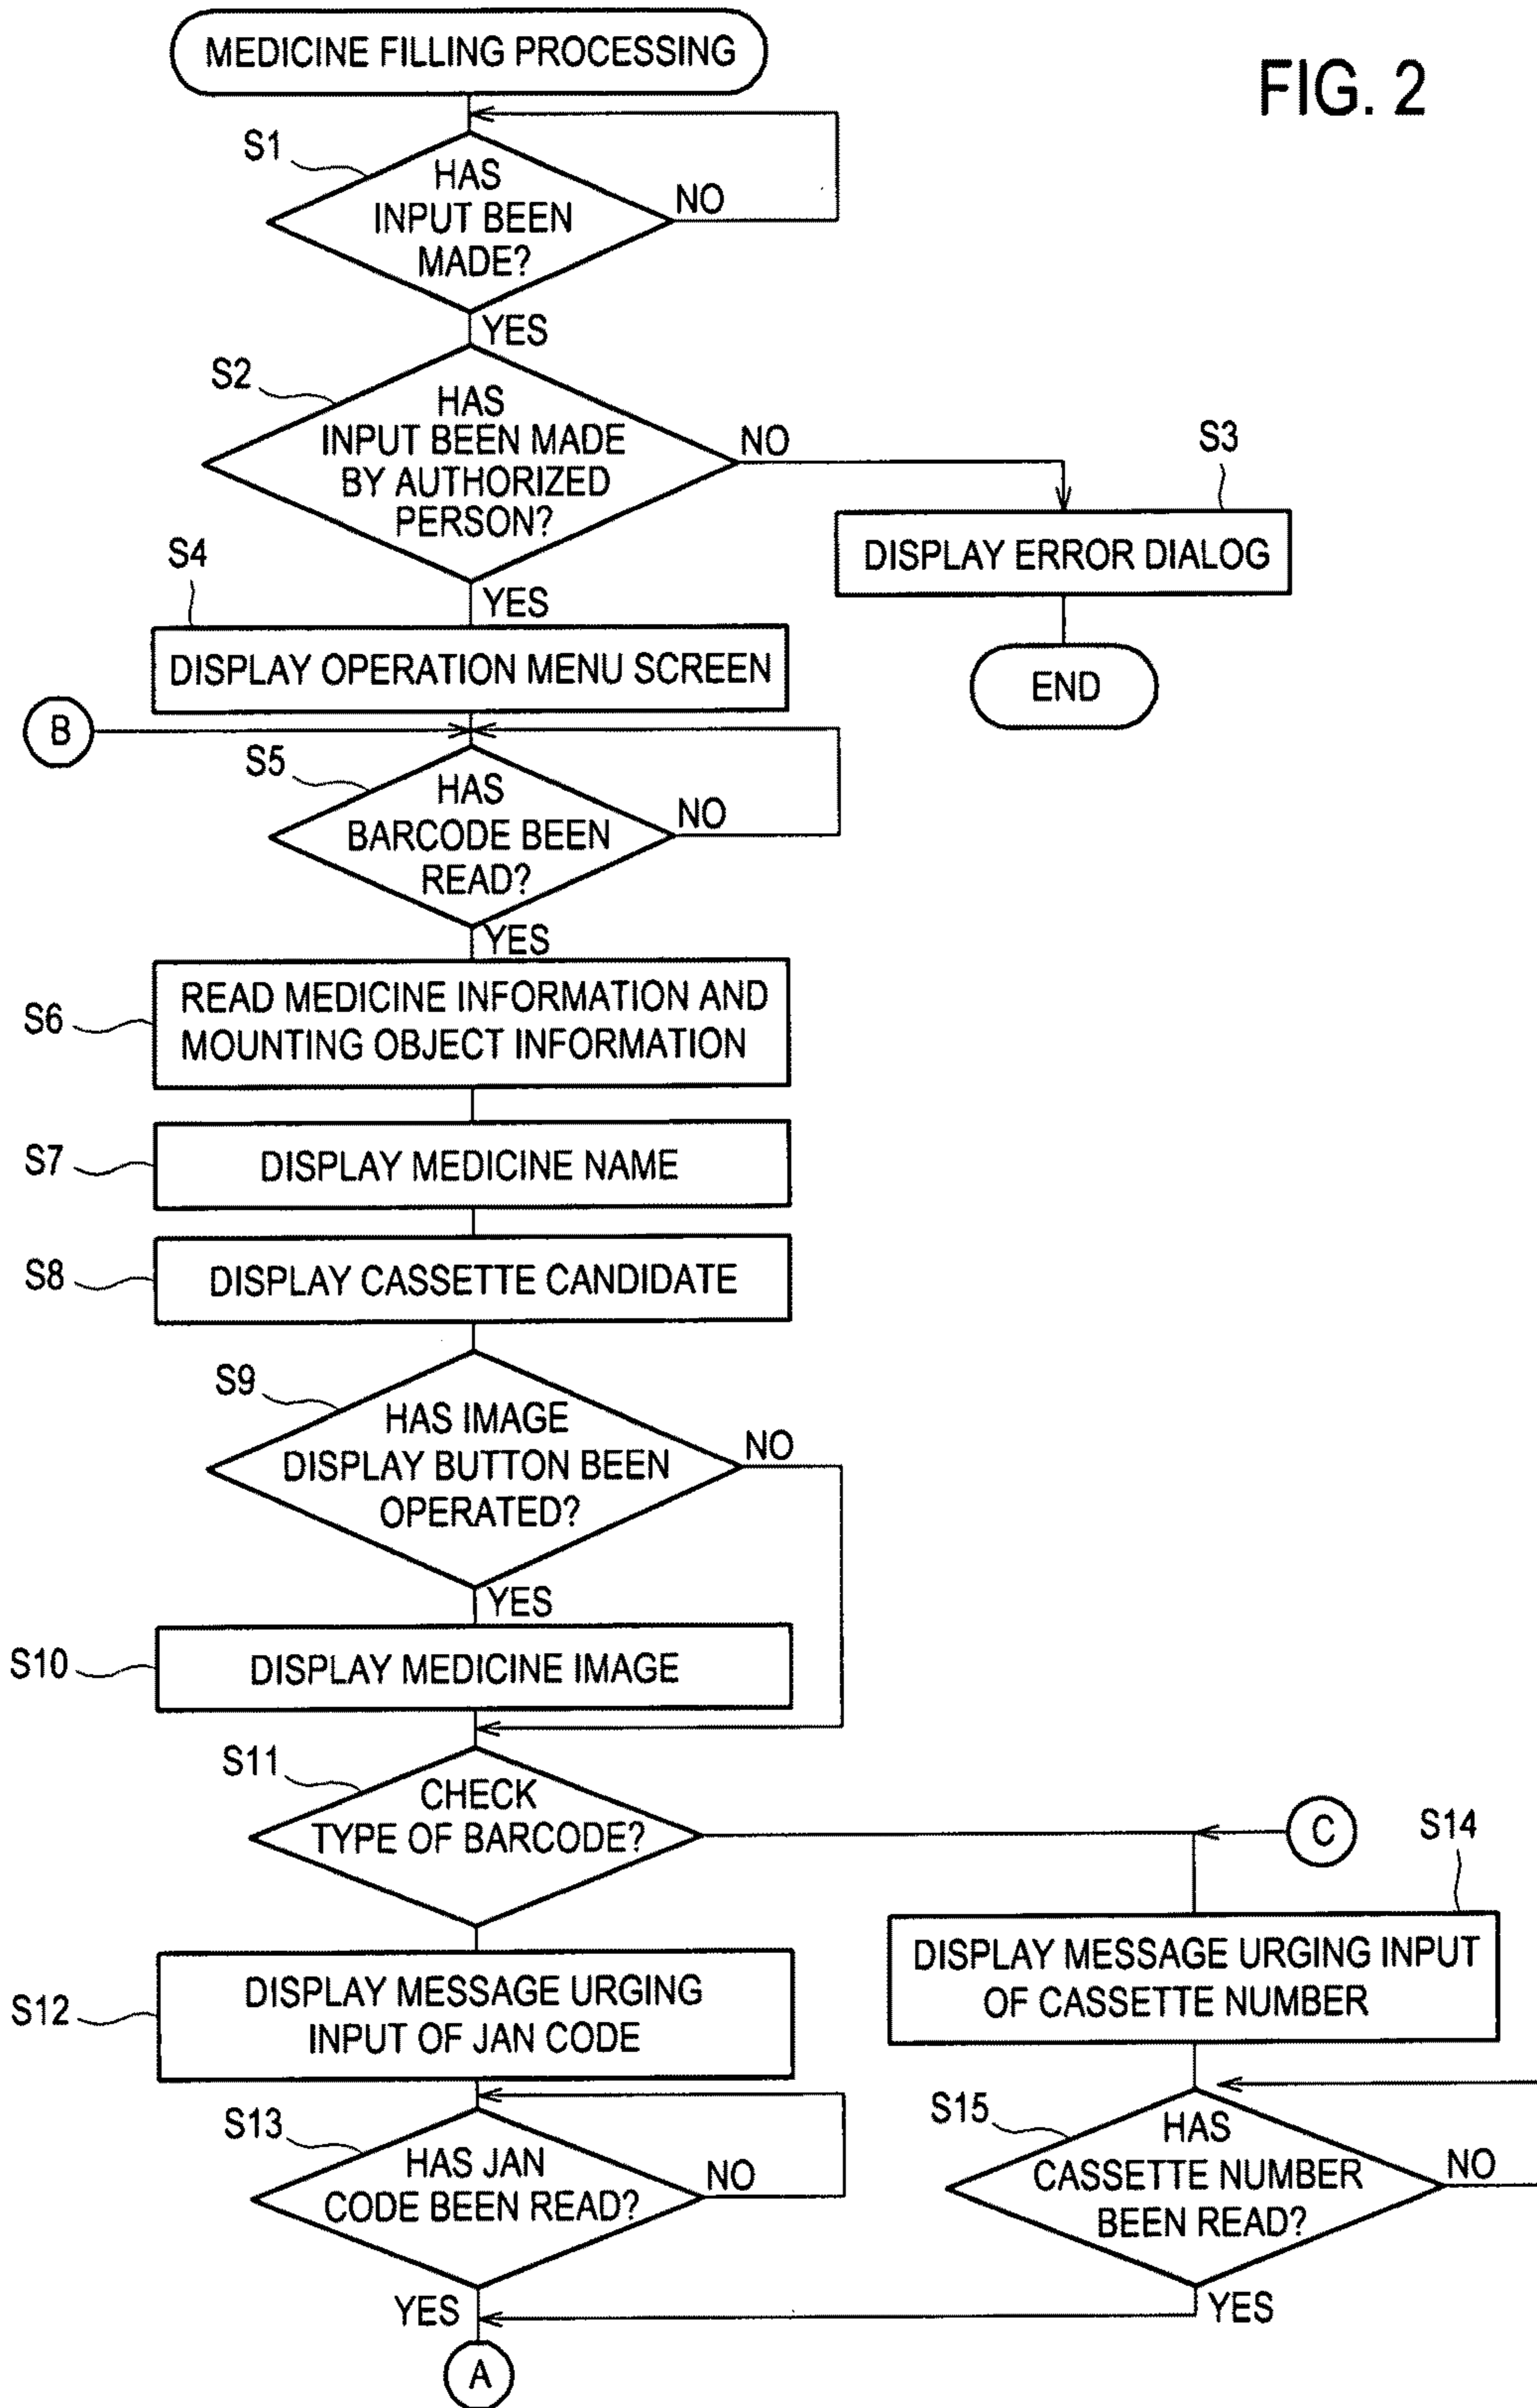 MEDICINE FILLING PROCESSING
FIG. 2
S1
HAS
INPUT BEEN
MADE?
NO
YES
S2
HAS
INPUT BEEN MADE
BY AUTHORIZED
PERSON?
NO
S3
DISPLAY ERROR DIALOG
END
YES
S4
DISPLAY OPERATION MENU SCREEN
B
S5
HAS
BARCODE BEEN
READ?
NO
YES
S6
READ MEDICINE INFORMATION AND
MOUNTING OBJECT INFORMATION
S7
DISPLAY MEDICINE NAME
S8
DISPLAY CASSETTE CANDIDATE
S9
HAS IMAGE
DISPLAY BUTTON BEEN
OPERATED?
NO
YES
S10
DISPLAY MEDICINE IMAGE
S11
CHECK
TYPE OF BARCODE?
C
S12
DISPLAY MESSAGE URGING
INPUT OF JAN CODE
S14
DISPLAY MESSAGE URGING INPUT
OF CASSETTE NUMBER
S13
HAS JAN
CODE BEEN READ?
NO
YES
S15
HAS
CASSETTE NUMBER
BEEN READ?
NO
YES
A